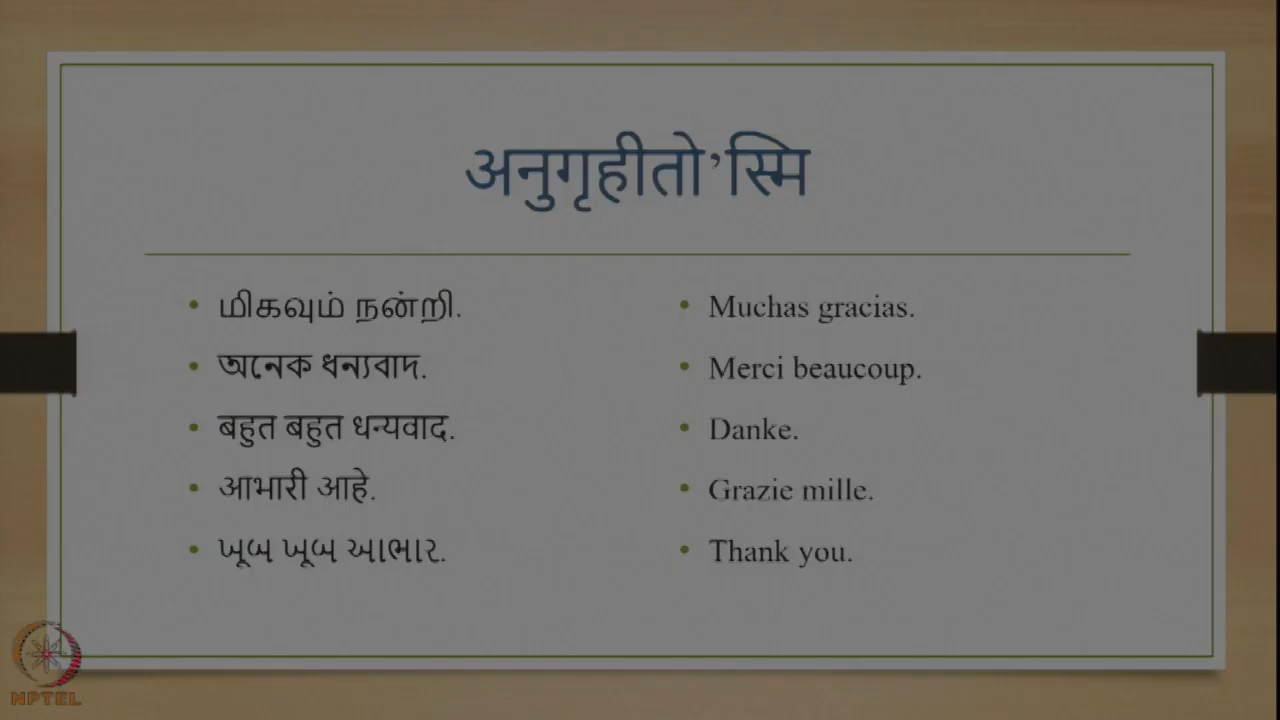 अनुगृहीतो’स्मि
மிகவும் நன்றி.
অনেক ধন্যবাদ.
बहुत बहुत धन्यवाद.
आभारी आहे.
ખૂબ ખૂબ આભાર.
Muchas gracias.
Merci beaucoup.
Danke.
Grazie mille.
Thank you.
NPTEL